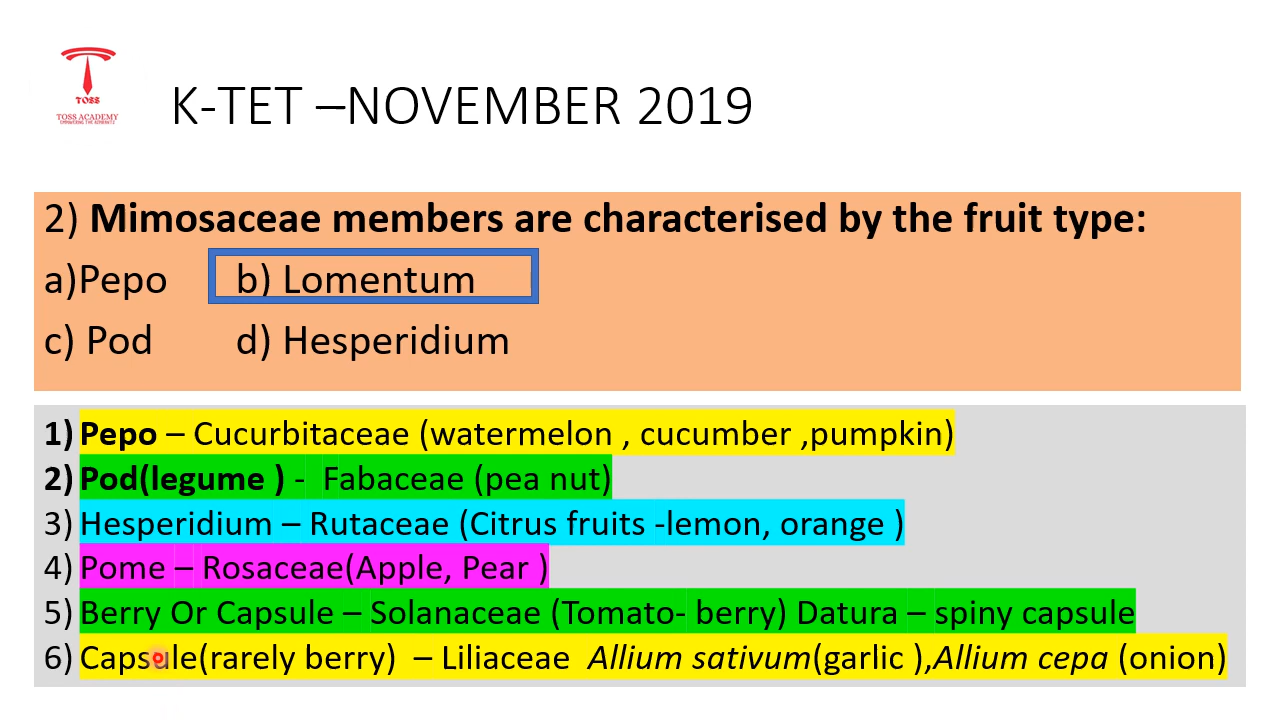 TOSS
TOSS ACADEMY
K-TET –NOVEMBER 2019
2) Mimosaceae members are characterised by the fruit type:
a)Pepo b) Lomentum
c) Pod d) Hesperidium
1) Pepo – Cucurbitaceae (watermelon , cucumber ,pumpkin)
2) Pod(legume ) - Fabaceae (pea nut)
3) Hesperidium – Rutaceae (Citrus fruits -lemon, orange )
4) Pome – Rosaceae(Apple, Pear )
5) Berry Or Capsule – Solanaceae (Tomato- berry) Datura – spiny capsule
6) Capsule(rarely berry) – Liliaceae Allium sativum(garlic ),Allium cepa (onion)